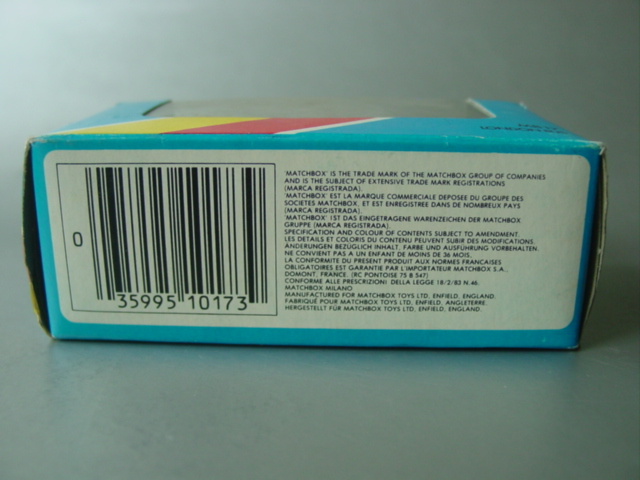 0
35995 10173
'MATCHBOX' IS THE TRADE MARK OF THE MATCHBOX GROUP OF COMPANIES
AND IS THE SUBJECT OF EXTENSIVE TRADE MARK REGISTRATIONS
(MARCA REGISTRADA).
'MATCHBOX' EST LA MARQUE COMMERCIALE DEPOSEE DU GROUPE DES
SOCIETES MATCHBOX, ET EST ENREGISTREE DANS DE NOMBREUX PAYS
(MARCA REGISTRADA).
'MATCHBOX' IST DAS EINGETRAGENE WARENZEICHEN DER MATCHBOX
GRUPPE (MARCA REGISTRADA).
SPECIFICATION AND COLOUR OF CONTENTS SUBJECT TO AMENDMENT.
LES DETAILS ET COLORIS DU CONTENU PEUVENT SUBIR DES MODIFICATIONS.
ÄNDERUNGEN BEZÜGLICH INHALT, FARBE UND AUSFÜHRUNG VORBEHALTEN.
NE CONVIENT PAS A UN ENFANT DE MOINS DE 36 MOIS.
LA CONFORMITE DU PRESENT PRODUIT AUX NORMES FRANCAISES
OBLIGATOIRES EST GARANTIE PAR L'IMPORTATEUR MATCHBOX S.A.,
DOMONT, FRANCE. (RC PONTOISE 75 B 547)
CONFORME ALLE PRESCRIZIONI DELLA LEGGE 18/2/83 N.46.
MATCHBOX MILANO
MANUFACTURED FOR MATCHBOX TOYS LTD, ENFIELD, ENGLAND.
FABRIQUÉ POUR MATCHBOX TOYS LTD, ENFIELD, ANGLETERRE.
HERGESTELLT FÜR MATCHBOX TOYS LTD, ENFIELD, ENGLAND.